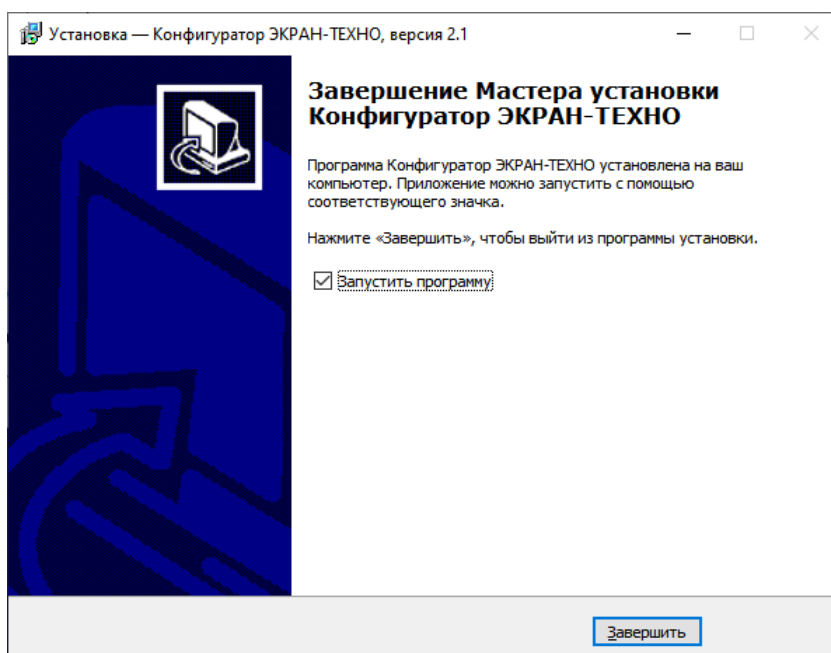 Установка — Конфигуратор ЭКРАН-ТЕХНО, версия 2.1
Завершение Мастера установки
Конфигуратор ЭКРАН-ТЕХНО
Программа Конфигуратор ЭКРАН-ТЕХНО установлена на ваш
компьютер. Приложение можно запустить с помощью
соответствующего значка.
Нажмите «Завершить», чтобы выйти из программы установки.
Запустить программу
Завершить